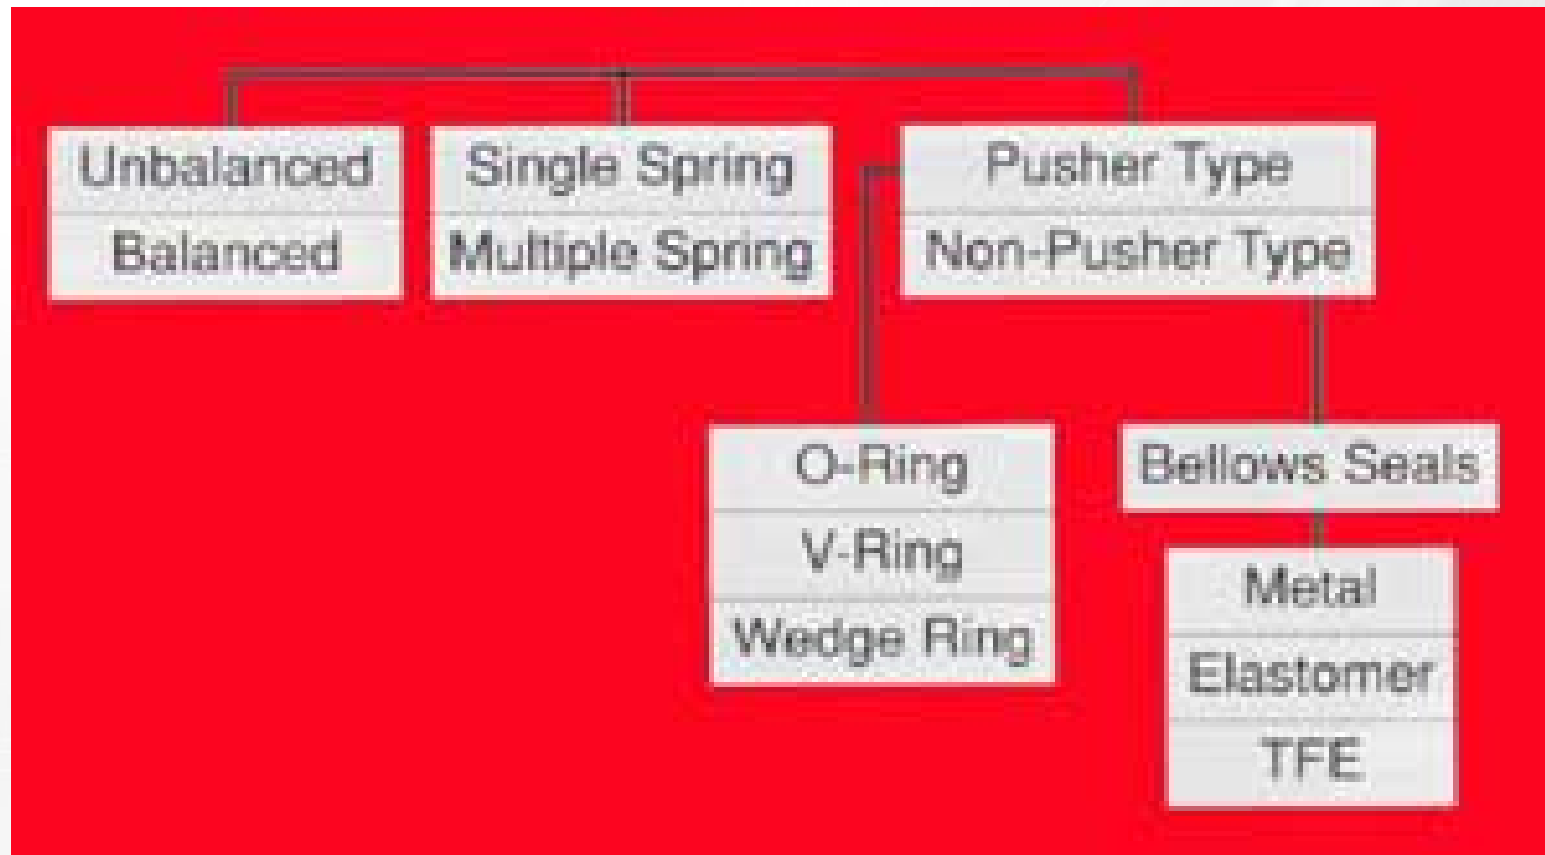 Unbalanced
Balanced
Single Spring
Multiple Spring
Pusher Type
Non-Pusher Type
O-Ring
V-Ring
Wedge Ring
Bellows Seals
Metal
Elastomer
TFE